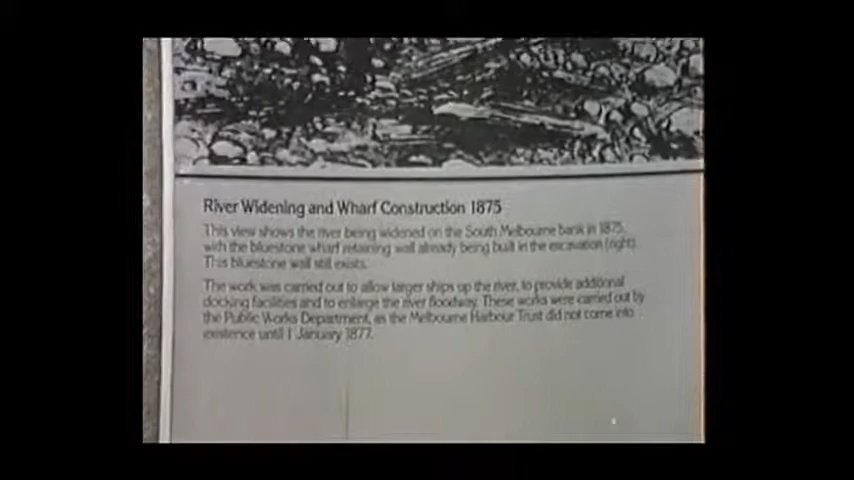 River Widening and Wharf Construction 1875
This view shows the river being widened on the South Melbourne bank in 1875,
with the bluestone wharf retaining wall already being built in the excavation (right).
This bluestone wall still exists.
The work was carried out to allow larger ships up the river, to provide additional
docking facilities and to enlarge the river floodway. These works were carried out by
the Public Works Department, as the Melbourne Harbour Trust did not come into
existence until 1 January 1877.